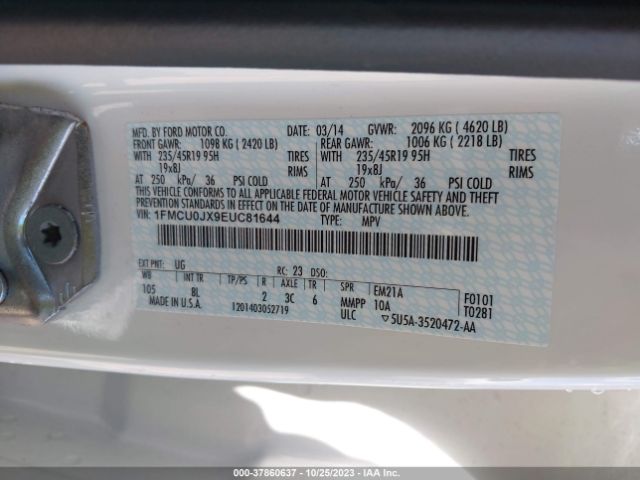 MFD. BY FORD MOTOR CO. DATE: 03/14 GVWR: 2096 KG ( 4620 LB)
FRONT GAWR: 1098 KG ( 2420 LB) REAR GAWR: 1006 KG ( 2218 LB)
WITH 235/45R19 95H TIRES WITH 235/45R19 95H TIRES
19x8J RIMS 19x8J RIMS
AT 250 kPa/ 36 PSI COLD AT 250 kPa/ 36 PSI COLD
THIS VEHICLE CONFORMS TO ALL APPLICABLE FEDERAL MOTOR VEHICLE SAFETY AND THEFT
PREVENTION STANDARDS IN EFFECT ON THE DATE OF MANUFACTURE SHOWN ABOVE.
VIN: 1FMCU0JX9EUC81644 TYPE: MPV
EXT PNT: UG RC: 23 DSO:
WB INT TR TP/PS R AXLE TR SPR EM21A F0101
105 8L 2 3C 6 MMPP 10A T0281
MADE IN U.S.A. 1201403052719 ULC 5U5A-3520472-AA
000-37860637 - 10/25/2023 - IAA Inc.